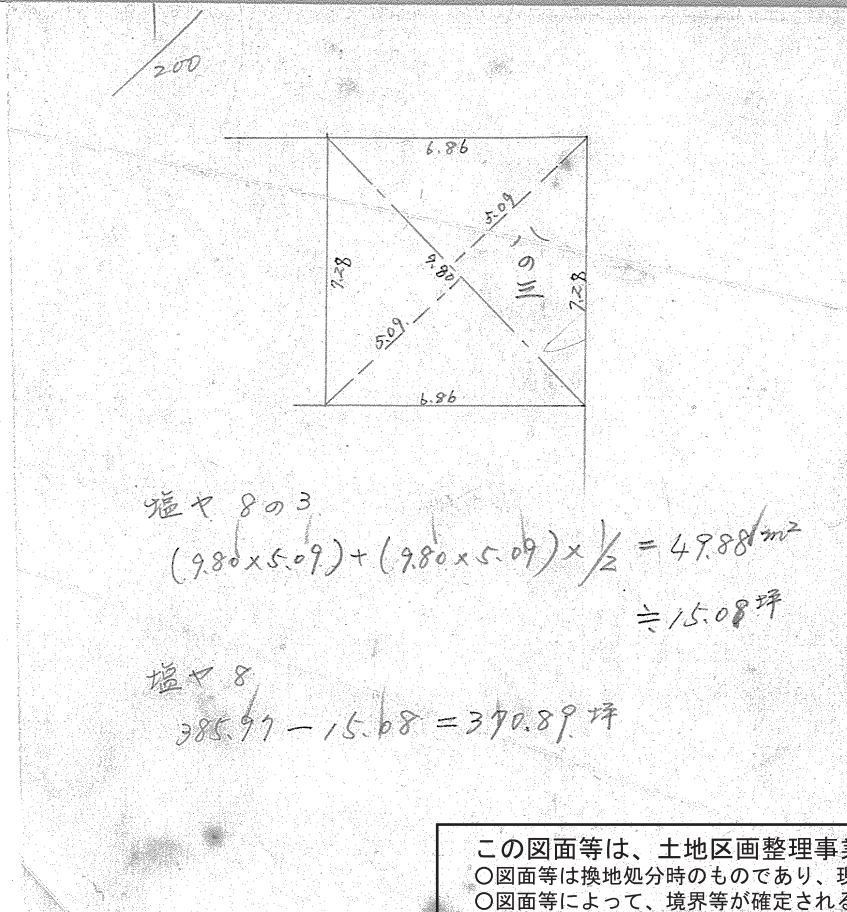 1/200
6.86
5.09
7.28
9.80
八の三
7.28
5.09
6.86
塩ヤ 8の3
(9.80×5.09)+(9.80×5.09)×1/2 = 49.88m²
≒15.08坪
塩ヤ 8
385.97－15.08＝370.89坪
この図面等は、土地区画整理事業
○図面等は換地処分時のものであり、現
○図面等によって、境界等が確定される